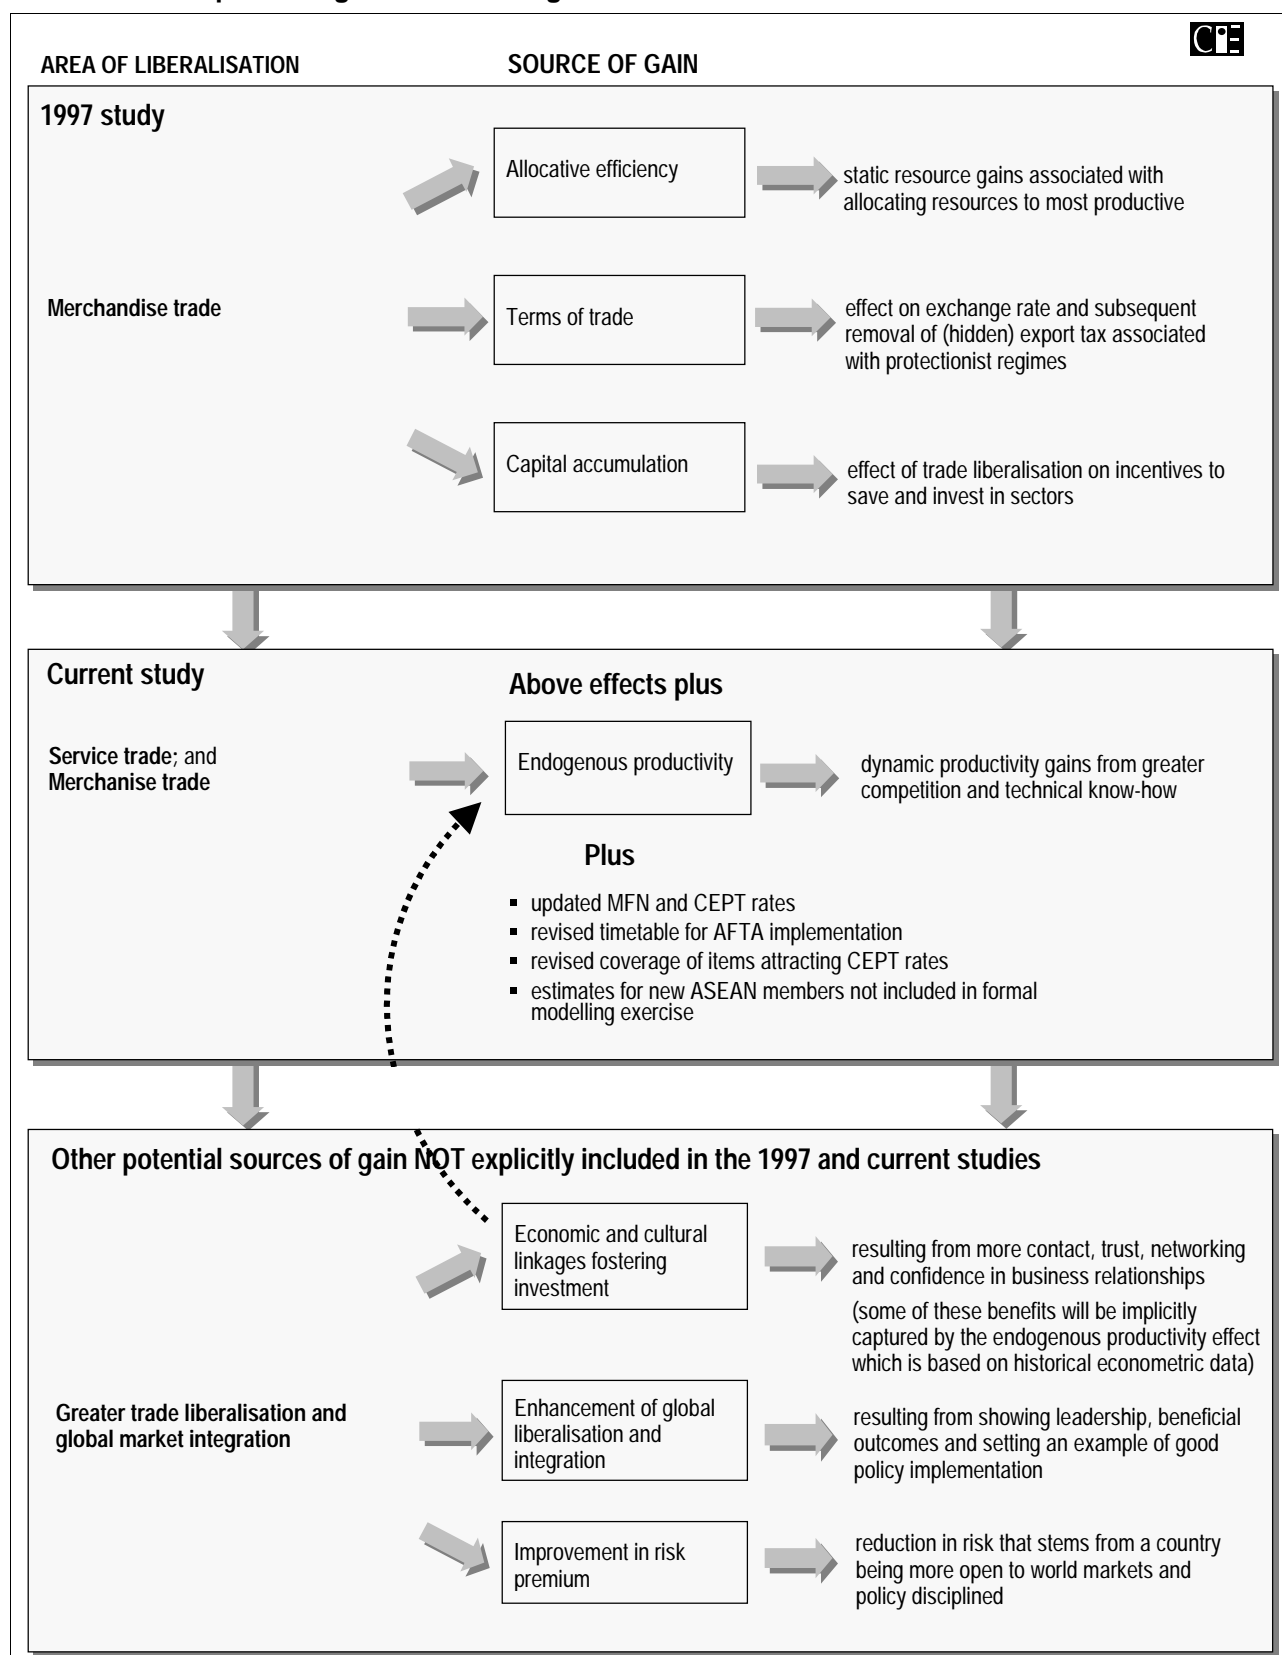 CIE
AREA OF LIBERALISATION
SOURCE OF GAIN
1997 study
Allocative efficiency
static resource gains associated with
allocating resources to most productive
Merchandise trade
Terms of trade
effect on exchange rate and subsequent
removal of (hidden) export tax associated
with protectionist regimes
Capital accumulation
effect of trade liberalisation on incentives to
save and invest in sectors
Current study
Above effects plus
Service trade; and
Merchanise trade
Endogenous productivity
dynamic productivity gains from greater
competition and technical know-how
Plus
▪ updated MFN and CEPT rates
▪ revised timetable for AFTA implementation
▪ revised coverage of items attracting CEPT rates
▪ estimates for new ASEAN members not included in formal
modelling exercise
Other potential sources of gain NOT explicitly included in the 1997 and current studies
Economic and cultural
linkages fostering
investment
resulting from more contact, trust, networking
and confidence in business relationships
(some of these benefits will be implicitly
captured by the endogenous productivity effect
which is based on historical econometric data)
Greater trade liberalisation and
global market integration
Enhancement of global
liberalisation and
integration
resulting from showing leadership, beneficial
outcomes and setting an example of good
policy implementation
Improvement in risk
premium
reduction in risk that stems from a country
being more open to world markets and
policy disciplined